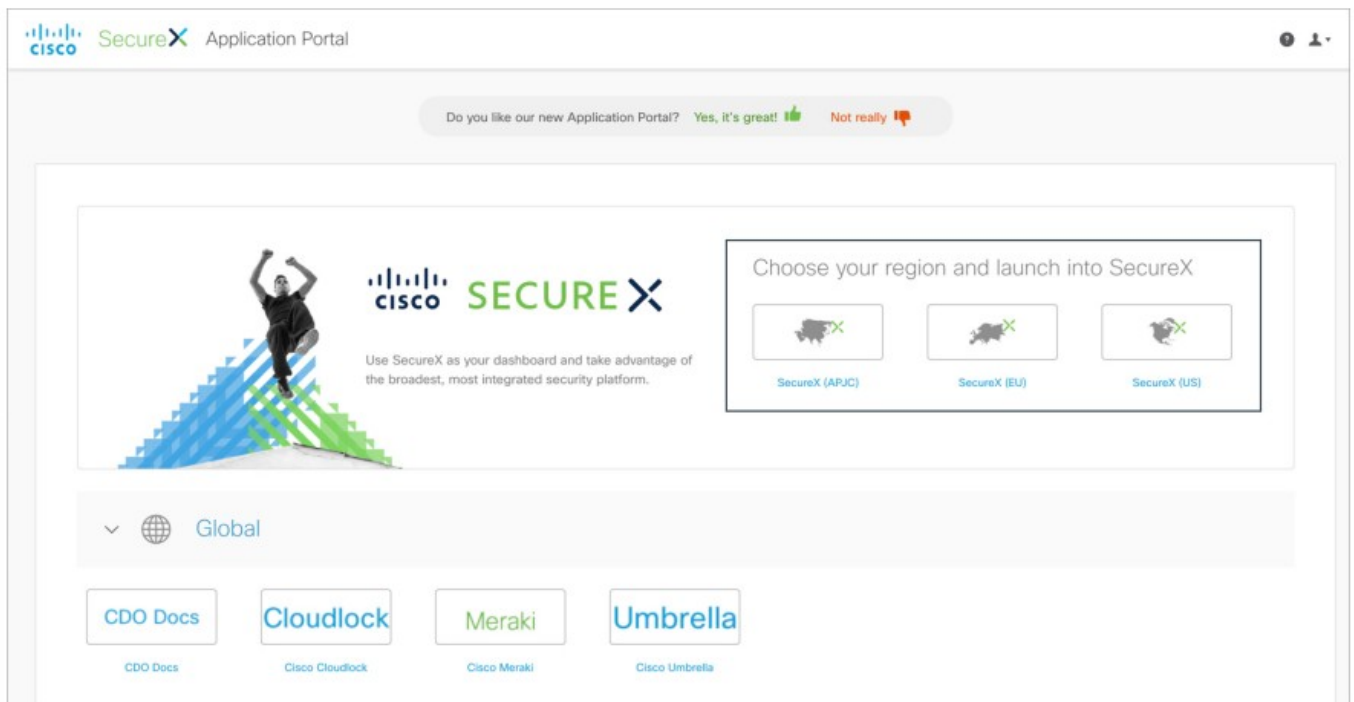 CISCO SecureX Application Portal
Do you like our new Application Portal? Yes, it's great! Not really
CISCO SECURE X
Use SecureX as your dashboard and take advantage of
the broadest, most integrated security platform.
Choose your region and launch into SecureX
SecureX (APJC) SecureX (EU) SecureX (US)
Global
CDO Docs Cloudlock Meraki Umbrella
CDO Docs Cisco Cloudlock Cisco Meraki Cisco Umbrella